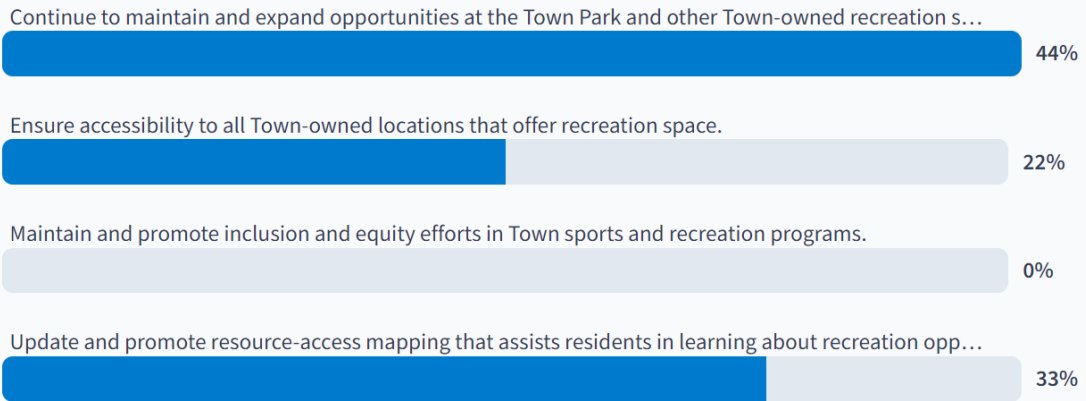 Continue to maintain and expand opportunities at the Town Park and other Town-owned recreation s…
44%
Ensure accessibility to all Town-owned locations that offer recreation space.
22%
Maintain and promote inclusion and equity efforts in Town sports and recreation programs.
0%
Update and promote resource-access mapping that assists residents in learning about recreation opp…
33%